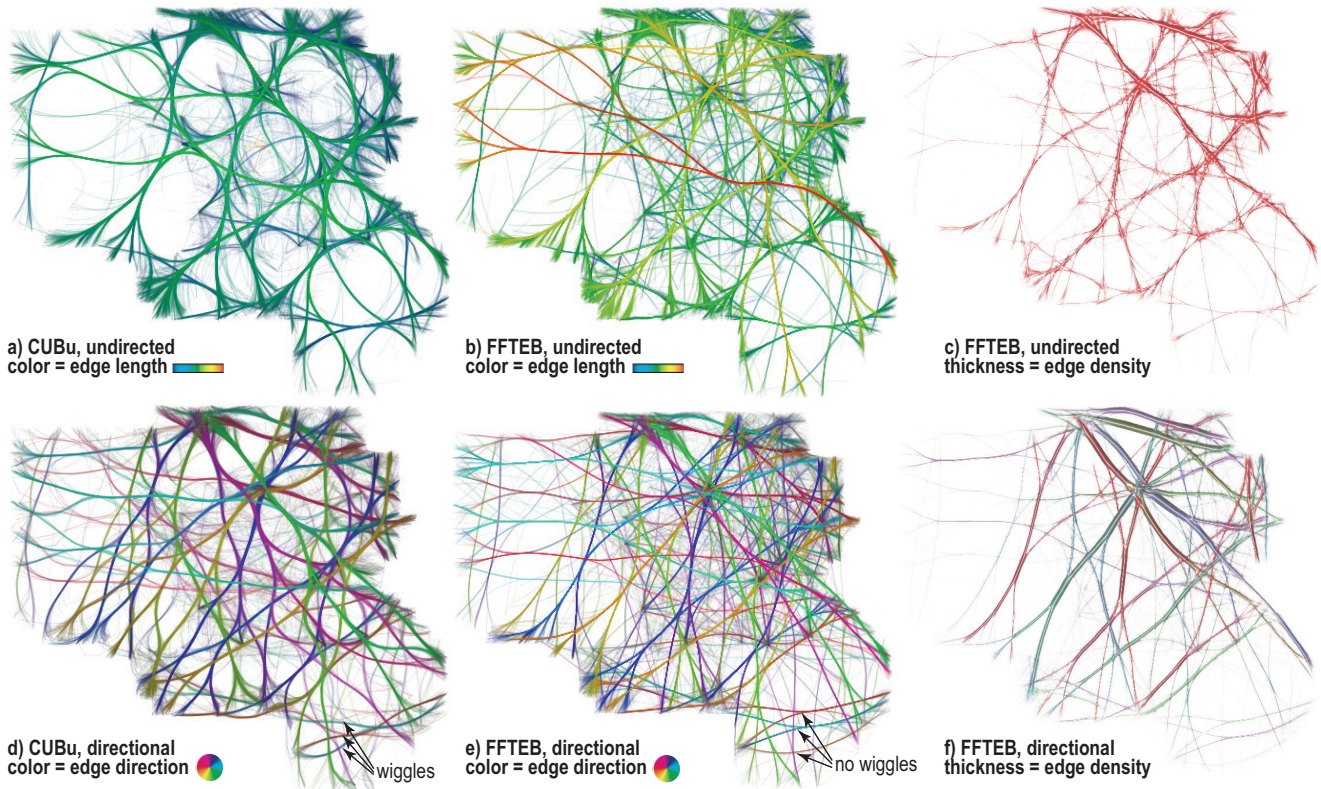 a) CUBu, undirected
color = edge length
b) FFTEB, undirected
color = edge length
c) FFTEB, undirected
thickness = edge density
d) CUBu, directional
color = edge direction
wiggles
e) FFTEB, directional
color = edge direction
no wiggles
f) FFTEB, directional
thickness = edge density